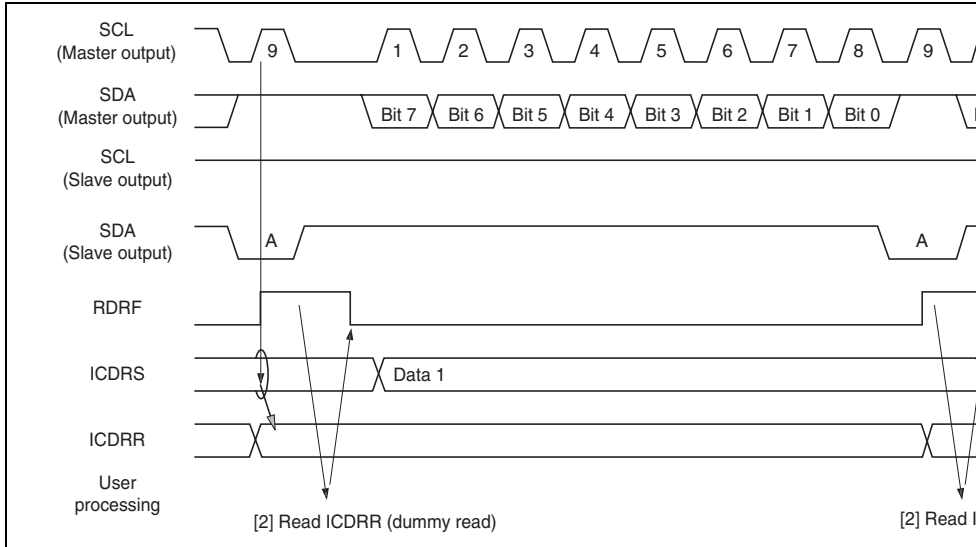 SCL
(Master output)
9 1 2 3 4 5 6 7 8 9
SDA
(Master output)
Bit 7 Bit 6 Bit 5 Bit 4 Bit 3 Bit 2 Bit 1 Bit 0
SCL
(Slave output)
SDA
(Slave output)
A A
RDRF
ICDRS
Data 1
ICDRR
User
processing
[2] Read ICDRR (dummy read) [2] Read